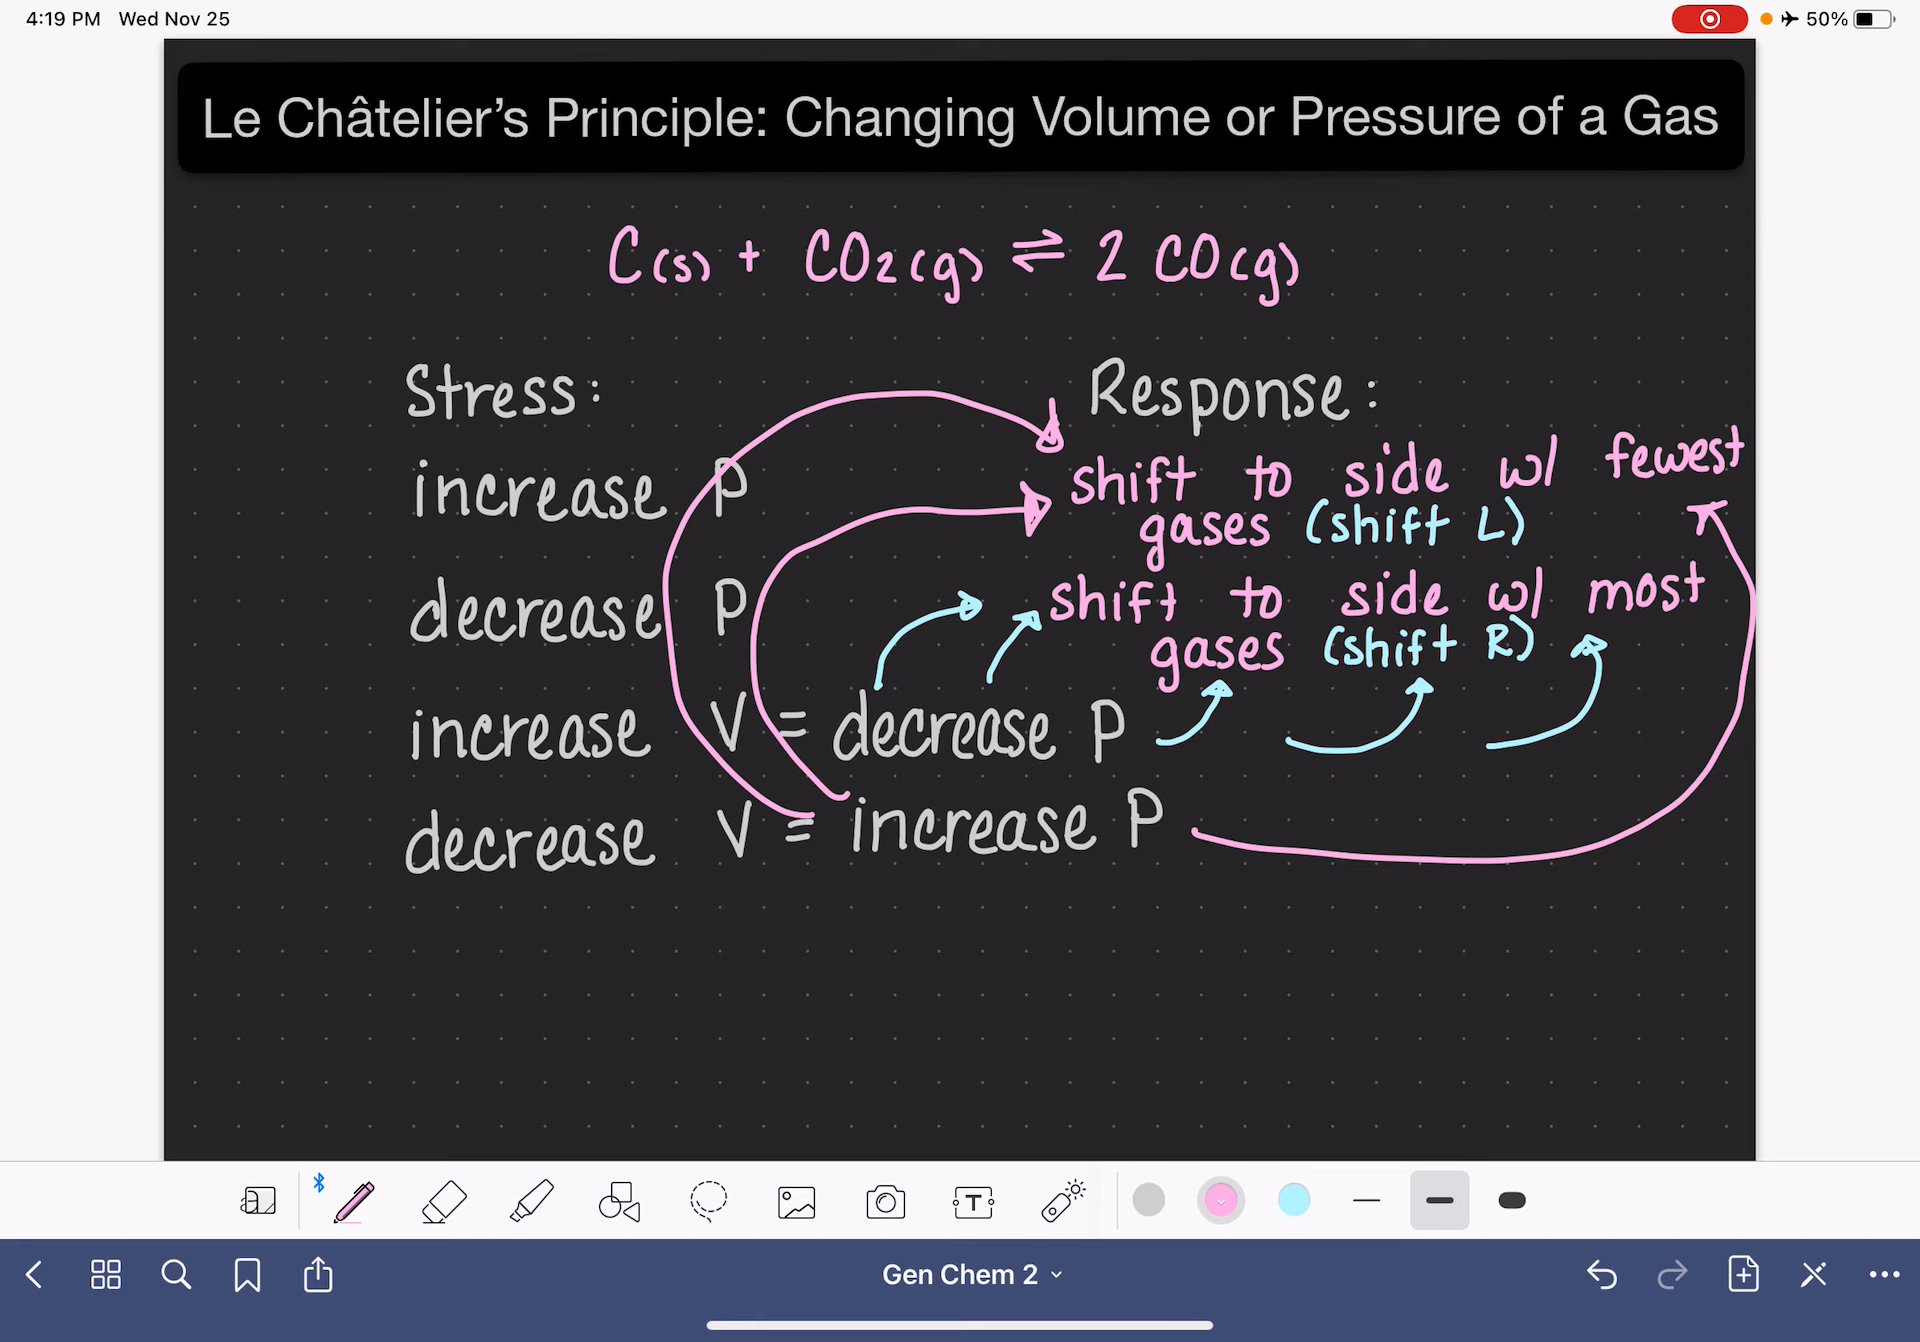 4:19 PM Wed Nov 25
50%
Le Châtelier’s Principle: Changing Volume or Pressure of a Gas
C(s) + CO2(g) ⇌ 2 CO(g)
Stress:
Response:
increase P
shift to side w/ fewest
gases (shift L)
decrease P
shift to side w/ most
gases (shift R)
increase V = decrease P
decrease V = increase P
Gen Chem 2